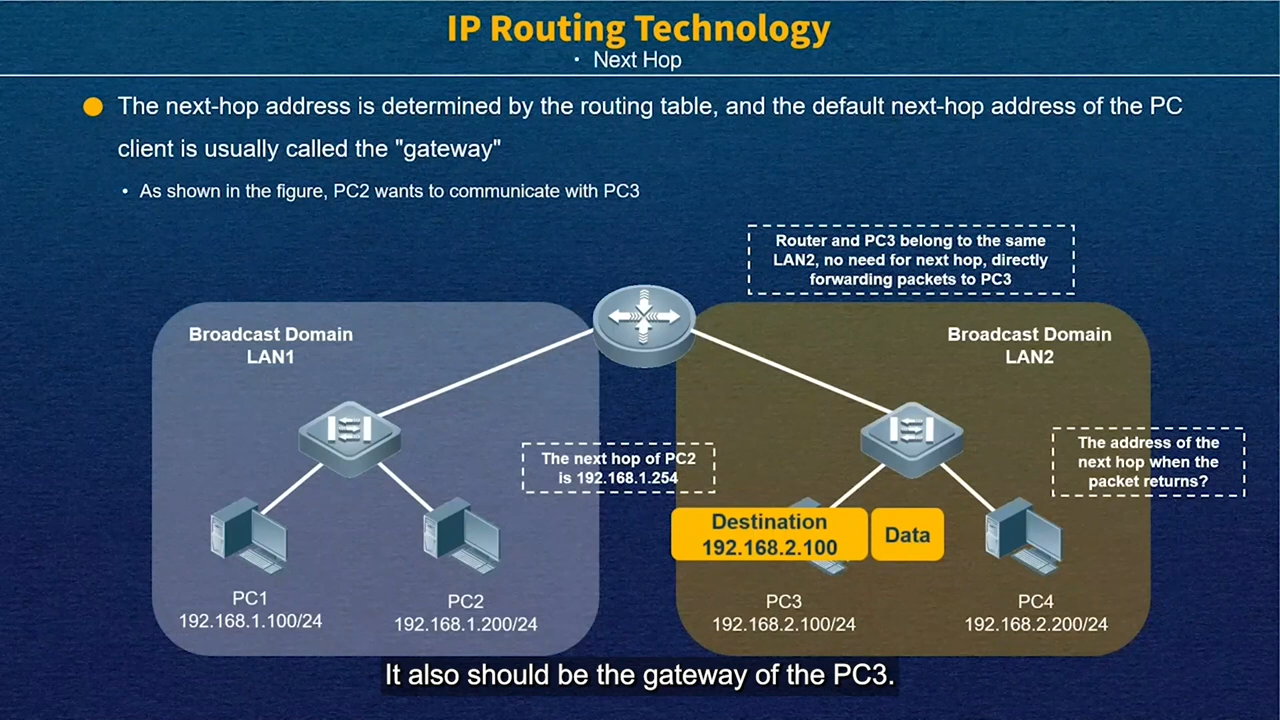 IP Routing Technology
• Next Hop
The next-hop address is determined by the routing table, and the default next-hop address of the PC
client is usually called the "gateway"
• As shown in the figure, PC2 wants to communicate with PC3
Router and PC3 belong to the same
LAN2, no need for next hop, directly
forwarding packets to PC3
Broadcast Domain
LAN1
Broadcast Domain
LAN2
The next hop of PC2
is 192.168.1.254
The address of the
next hop when the
packet returns?
Destination
192.168.2.100
Data
PC1
192.168.1.100/24
PC2
192.168.1.200/24
PC3
192.168.2.100/24
PC4
192.168.2.200/24
It also should be the gateway of the PC3.